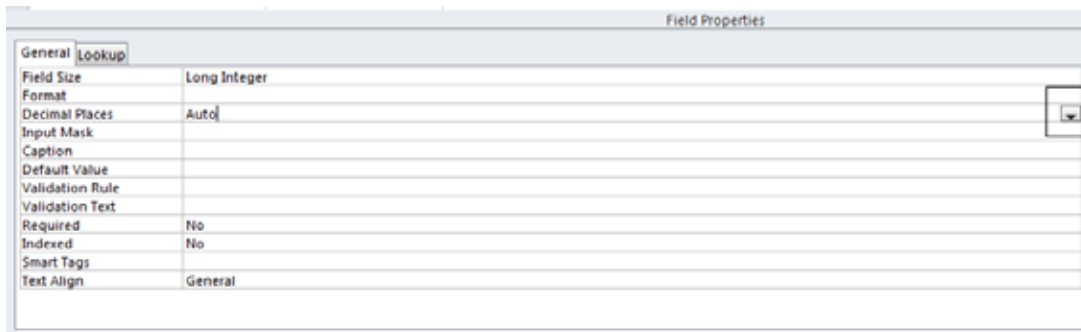 Field Properties
General Lookup
Field Size Long Integer
Format
Decimal Places Auto
Input Mask
Caption
Default Value
Validation Rule
Validation Text
Required No
Indexed No
Smart Tags
Text Align General